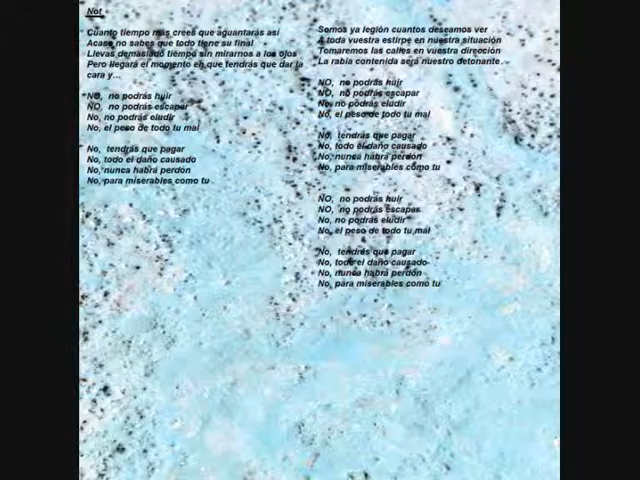 Not
Cuanto tiempo mas crees que aguantaras asi
Acaso no sabes que todo tiene su final
Llevas demasiado tiempo sin mirarnos a los ojos
Pero llegará el momento en que tendrás que dar la
cara y…
NO, no podrás huir
NO, no podrás escapar
No, no podrás eludir
No, el peso de todo tu mal
No, tendrás que pagar
No, todo el daño causado
No, nunca habrá perdón
No, para miserables como tu .
Somos ya legión cuantos deseamos ver
A toda vuestra estirpe en nuestra situación
Tomaremos las calles en vuestra dirección
La rabia contenida será nuestro detonante .
NO, no podrás huir
NO, no podrás escapar
No, no podrás eludir
No, el peso de todo tu mal
No, tendrás que pagar
No, todo el daño causado
No, nunca habrá perdón
No, para miserables como tu
NO, no podrás huir
NO, no podrás escapar
No, no podrás eludir
No, el peso de todo tu mal
No, tendrás que pagar
No, todo el daño causado
No, nunca habrá perdón
No, para miserables como tu